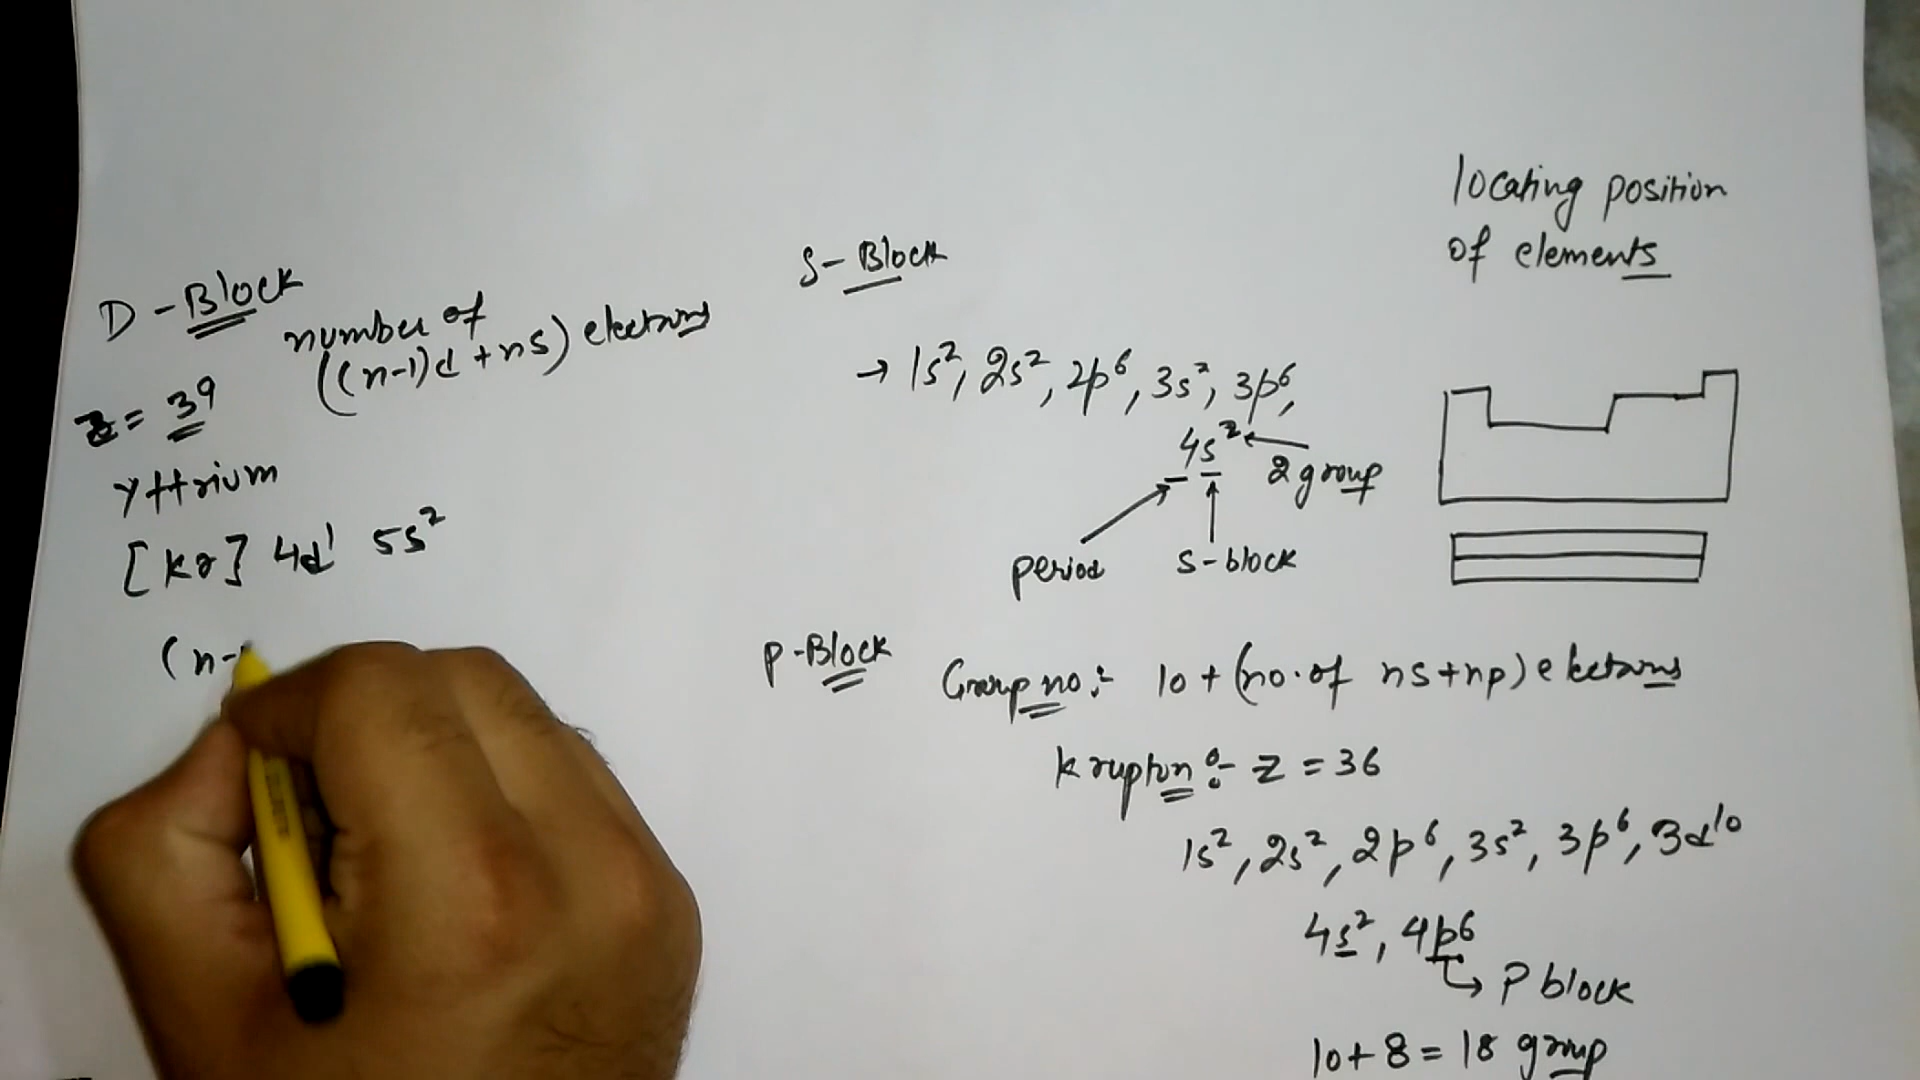 locating position
of elements
S-Block
→ 1s², 2s², 2p⁶, 3s², 3p⁶,
4s²
2 group
period
s-block
P-Block
Group no:- 10 + (no. of ns+np) electrons
krypton :- Z = 36
1s², 2s², 2p⁶, 3s², 3p⁶, 3d¹⁰
4s², 4p⁶
P block
10+8 = 18 group
D-Block
number of
((n-1)d + ns) electrons
Z = 39
Yttrium
[Kr] 4d¹ 5s²
(n-